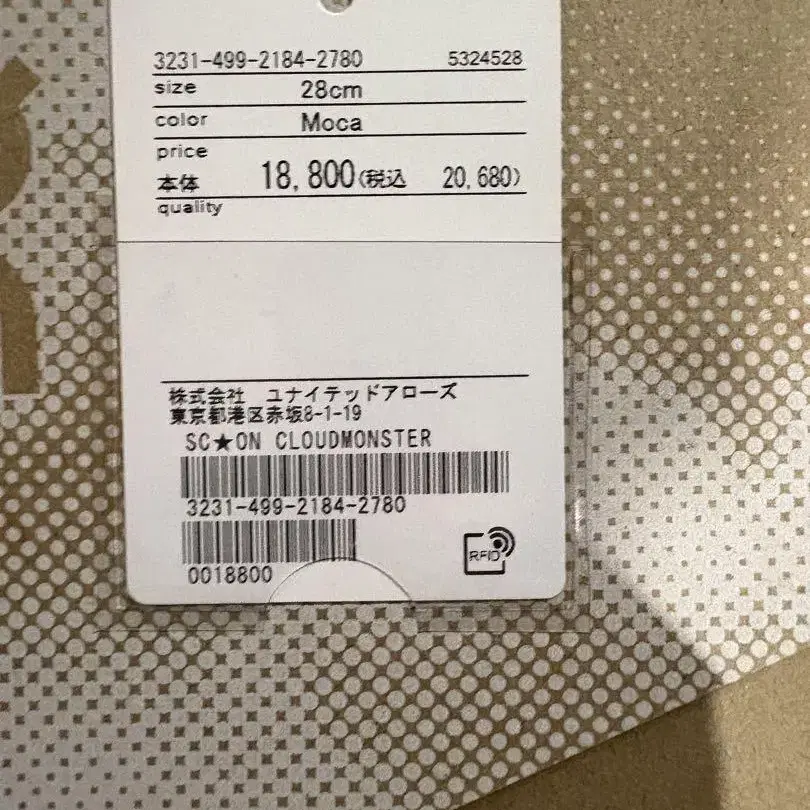 3231-499-2184-2780 5324528
size 28cm
color Moca
price
本体 18,800(税込 20,680)
quality
株式会社 ユナイテッドアローズ
東京都港区赤坂8-1-19
SC★ON CLOUDMONSTER
3231-499-2184-2780
0018800
RFID